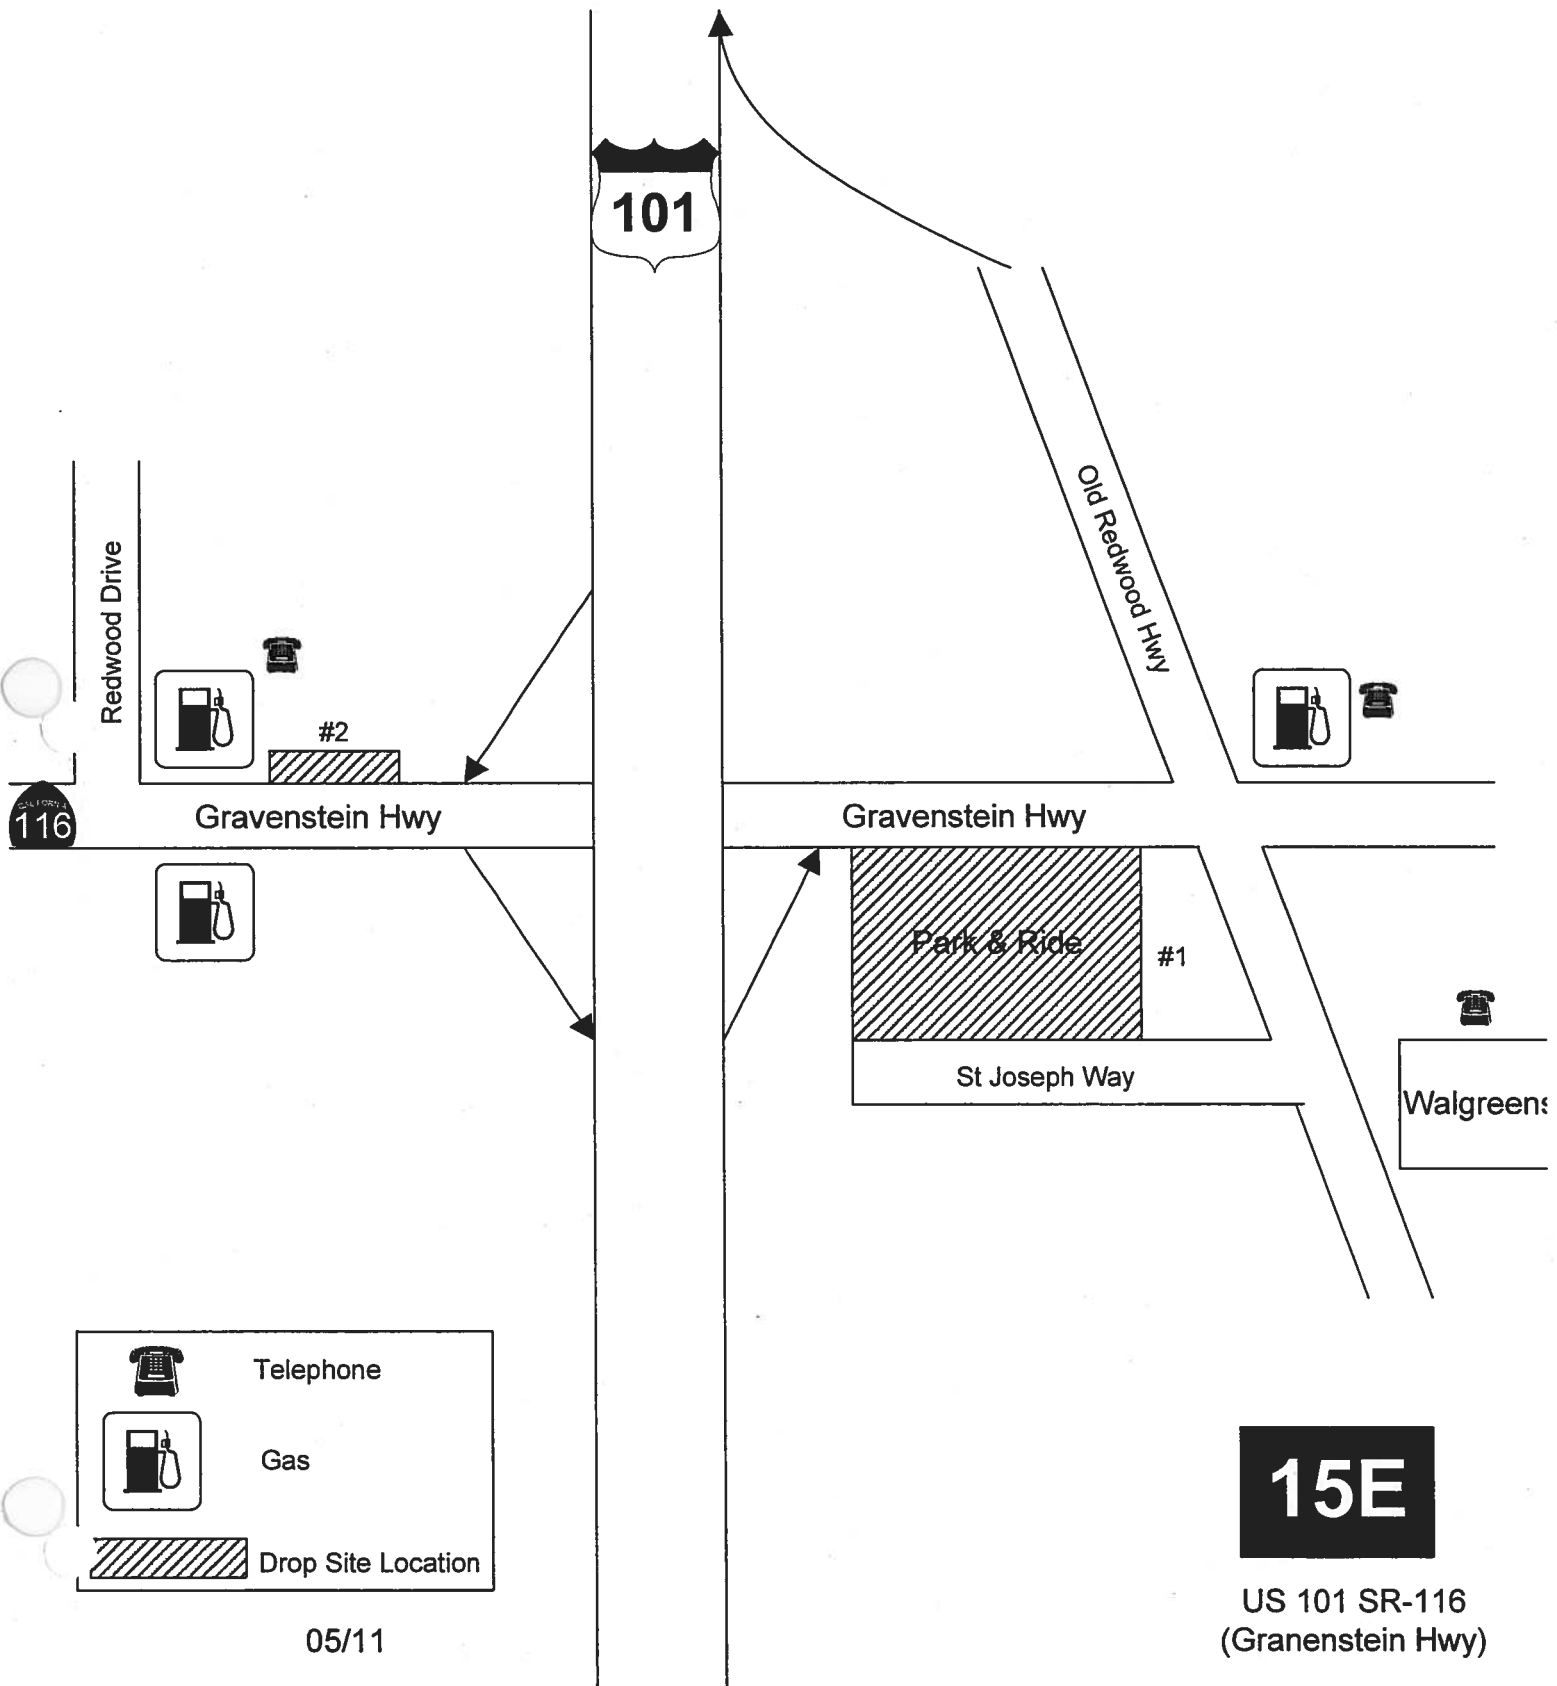 101
Old Redwood Hwy
Redwood Drive
#2
CALIFORNIA
116
Gravenstein Hwy
Gravenstein Hwy
Park & Ride
#1
St Joseph Way
Walgreens
Telephone
Gas
Drop Site Location
05/11
15E
US 101 SR-116
(Granenstein Hwy)